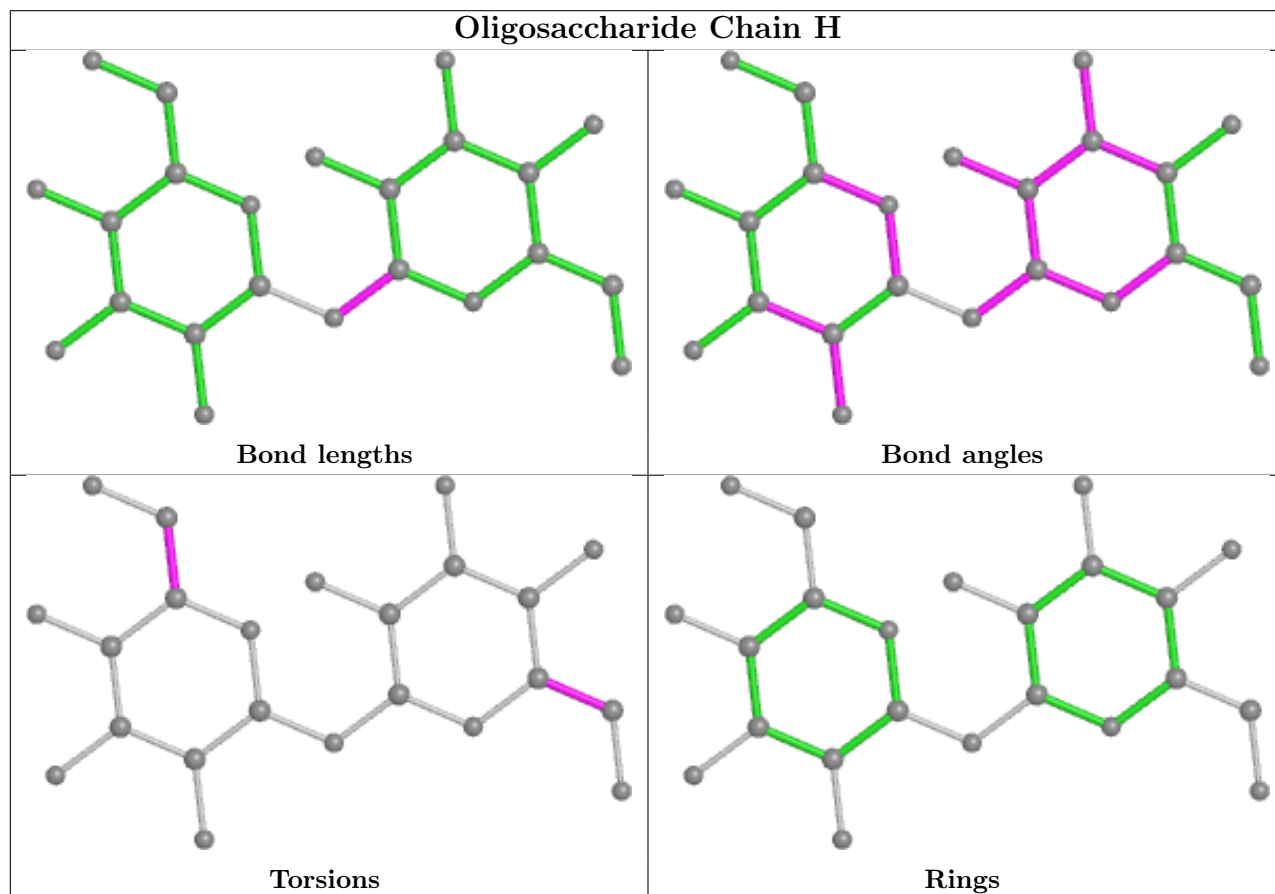 Oligosaccharide Chain H
Bond lengths
Bond angles
Torsions
Rings